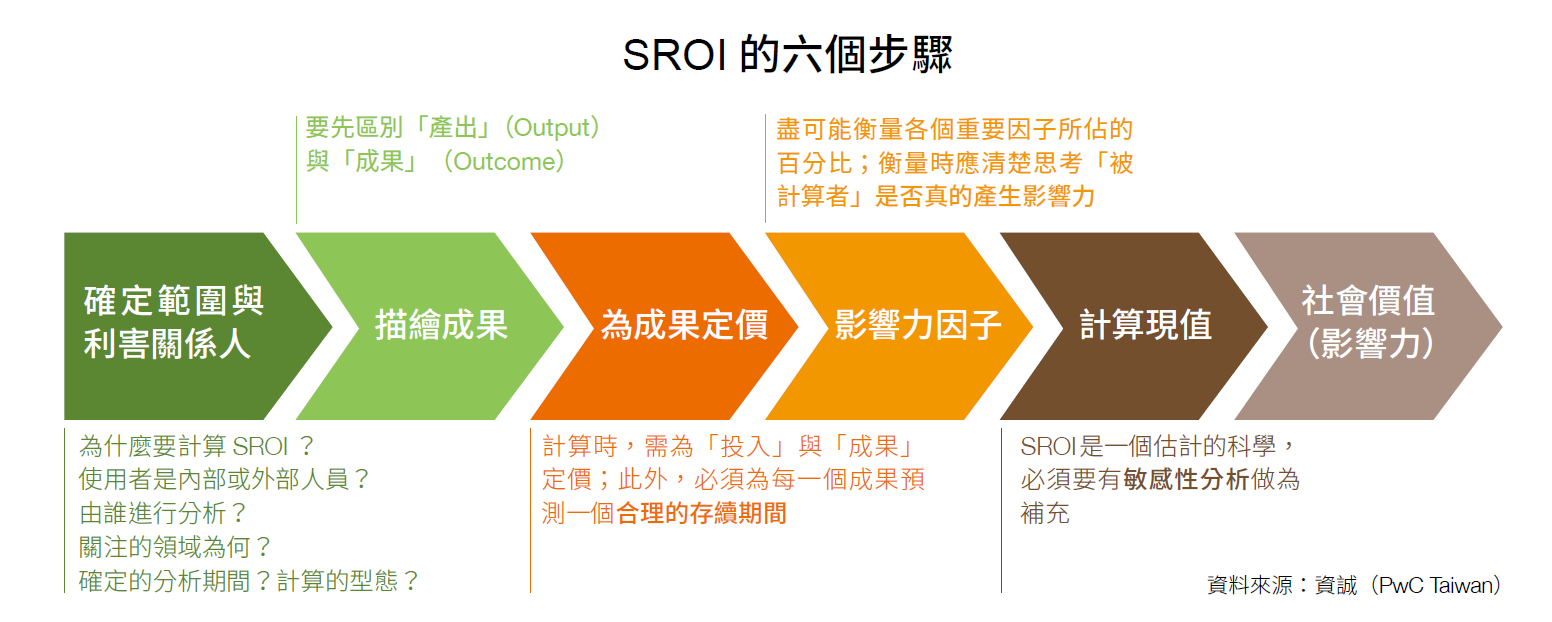 SROI 的六個步驟
要先區別「產出」（Output）
與「成果」（Outcome）
盡可能衡量各個重要因子所佔的
百分比；衡量時應清楚思考「被
計算者」是否真的產生影響力
確定範圍與
利害關係人
描繪成果
為成果定價
影響力因子
計算現值
社會價值
（影響力）
為什麼要計算 SROI ？
使用者是內部或外部人員？
由誰進行分析？
關注的領域為何？
確定的分析期間？計算的型態？
計算時，需為「投入」與「成果」
定價；此外，必須為每一個成果預
測一個合理的存續期間
SROI是一個估計的科學，
必須要有敏感性分析做為
補充
資料來源：資誠（PwC Taiwan）